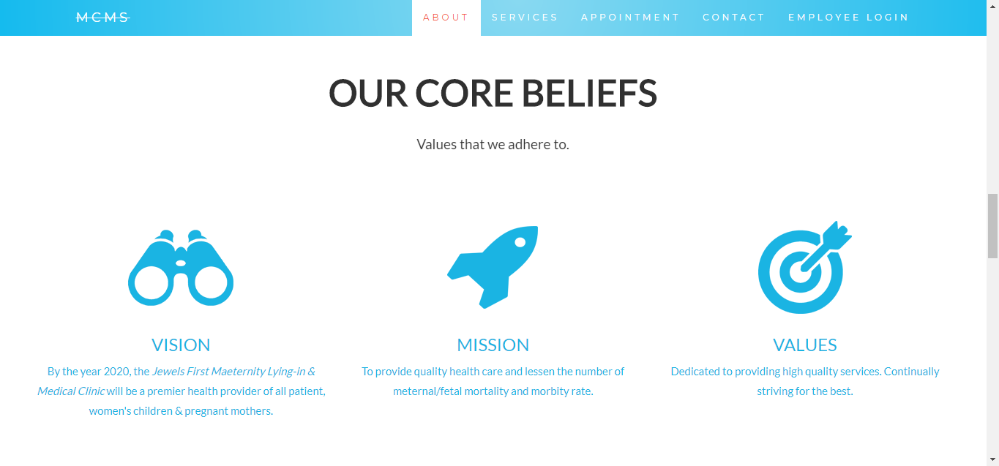 MCMS
ABOUT
SERVICES
APPOINTMENT
CONTACT
EMPLOYEE LOGIN
OUR CORE BELIEFS
Values that we adhere to.
VISION
By the year 2020, the Jewels First Maeternity Lying-in &
Medical Clinic will be a premier health provider of all patient,
women's children & pregnant mothers.
MISSION
To provide quality health care and lessen the number of
meternal/fetal mortality and morbity rate.
VALUES
Dedicated to providing high quality services. Continually
striving for the best.